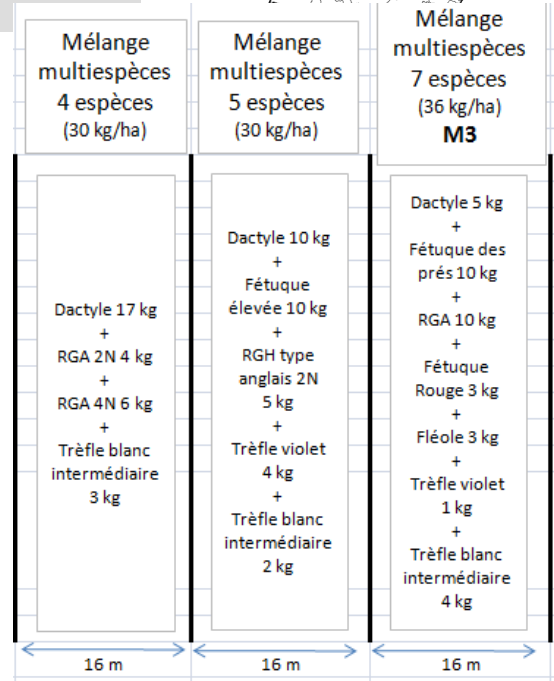 Mélange
multiespèces
4 espèces
(30 kg/ha)
Mélange
multiespèces
5 espèces
(30 kg/ha)
Mélange
multiespèces
7 espèces
(36 kg/ha)
M3
Dactyle 17 kg
+
RGA 2N 4 kg
+
RGA 4N 6 kg
+
Trèfle blanc
intermédiaire
3 kg
Dactyle 10 kg
+
Fétuque
élevée 10 kg
+
RGH type
anglais 2N
5 kg
+
Trèfle violet
4 kg
+
Trèfle blanc
intermédiaire
2 kg
Dactyle 5 kg
+
Fétuque des
prés 10 kg
+
RGA 10 kg
+
Fétuque
Rouge 3 kg
+
Fléole 3 kg
+
Trèfle violet
1 kg
+
Trèfle blanc
intermédiaire
4 kg
16 m
16 m
16 m